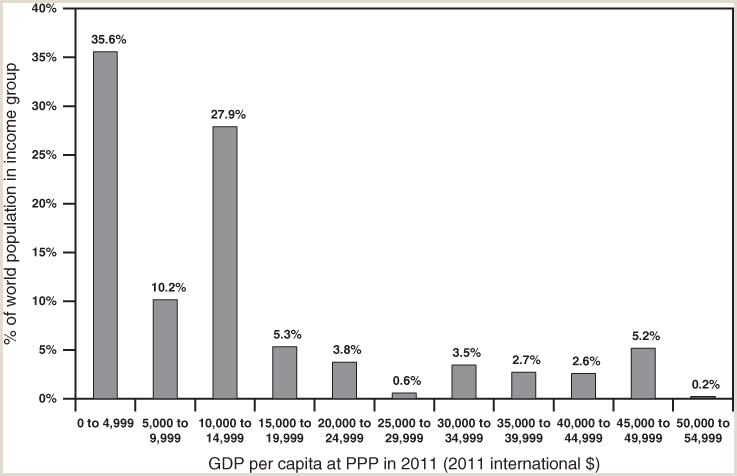 40%
35%
30%
25%
20%
15%
10%
5%
0%
% of world population in income group
35.6%
10.2%
27.9%
5.3%
3.8%
0.6%
3.5%
2.7%
2.6%
5.2%
0.2%
0 to 4,999
5,000 to
9,999
10,000 to
14,999
15,000 to
19,999
20,000 to
24,999
25,000 to
29,999
30,000 to
34,999
35,000 to
39,999
40,000 to
44,999
45,000 to
49,999
50,000 to
54,999
GDP per capita at PPP in 2011 (2011 international $)